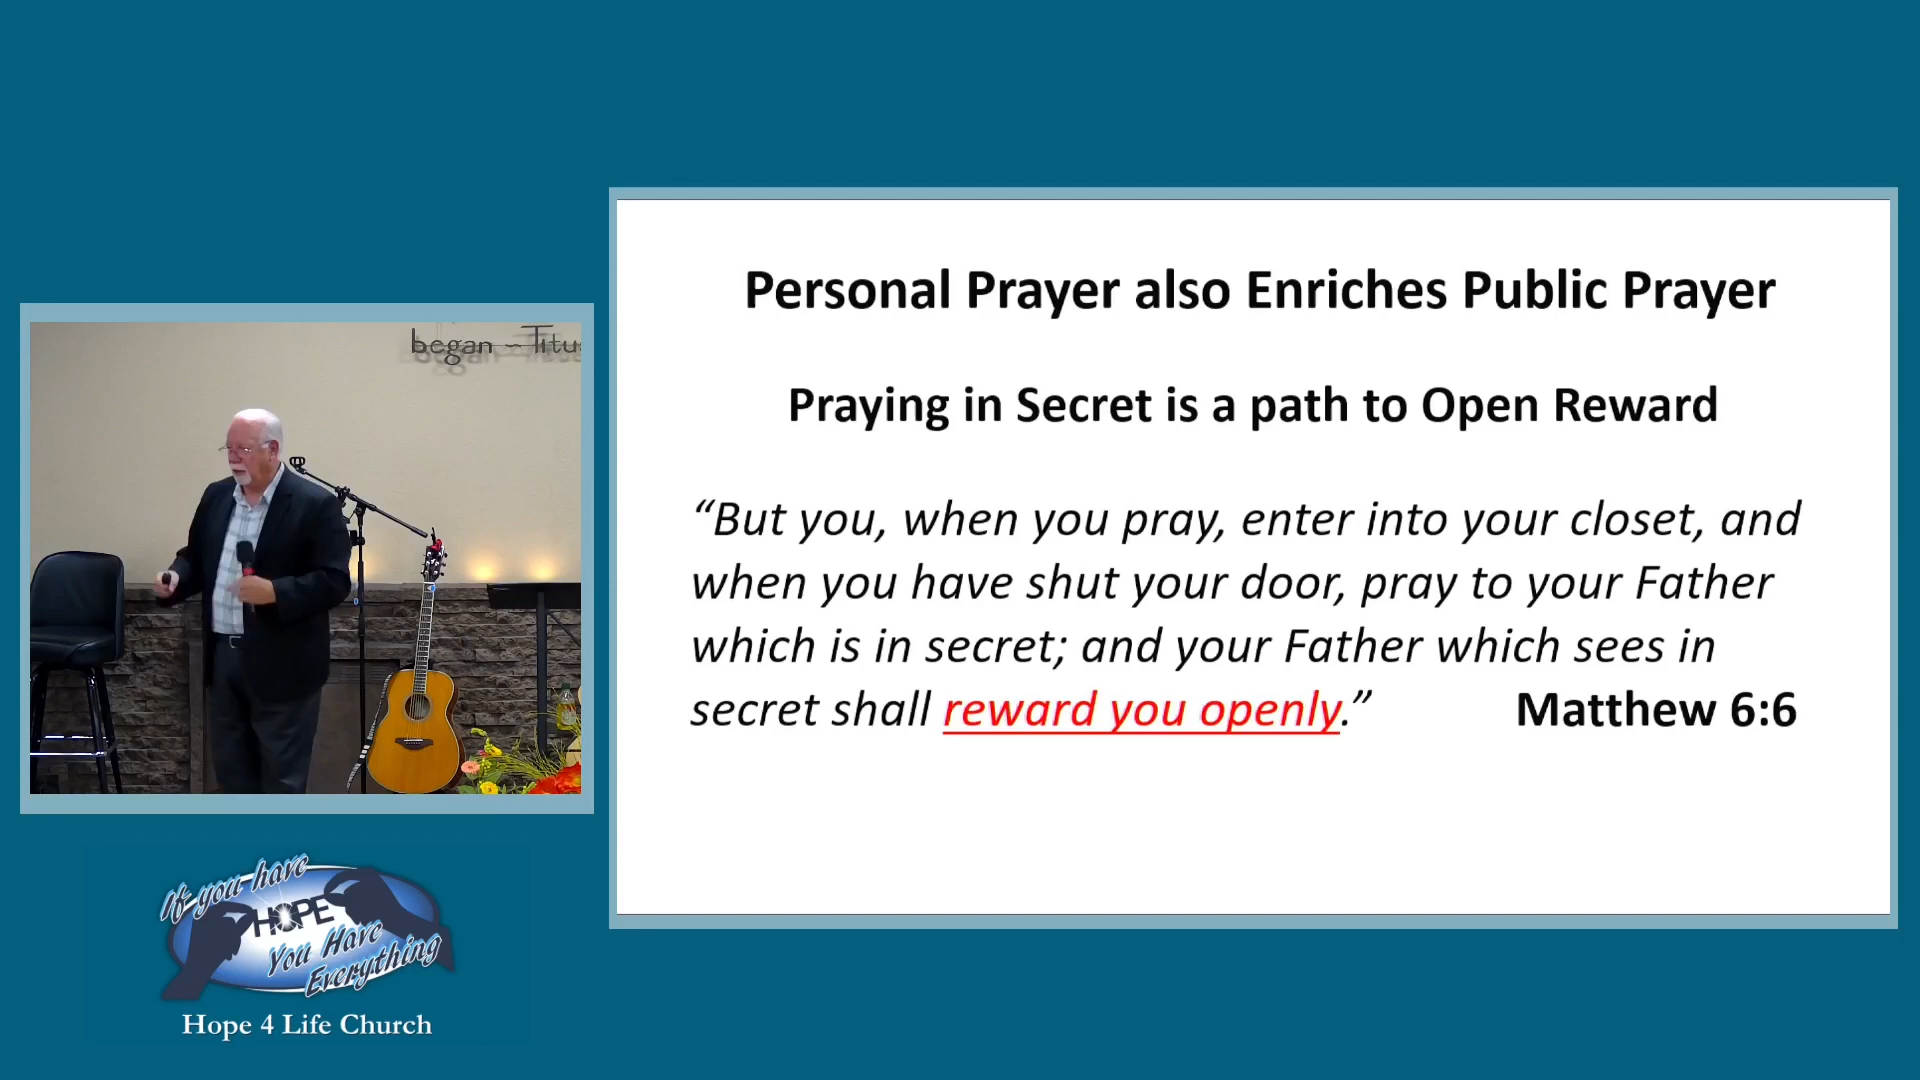 began ~ Titus
Personal Prayer also Enriches Public Prayer
Praying in Secret is a path to Open Reward
“But you, when you pray, enter into your closet, and
when you have shut your door, pray to your Father
which is in secret; and your Father which sees in
secret shall reward you openly.” Matthew 6:6
If you have
HOPE
You Have
Everything
Hope 4 Life Church